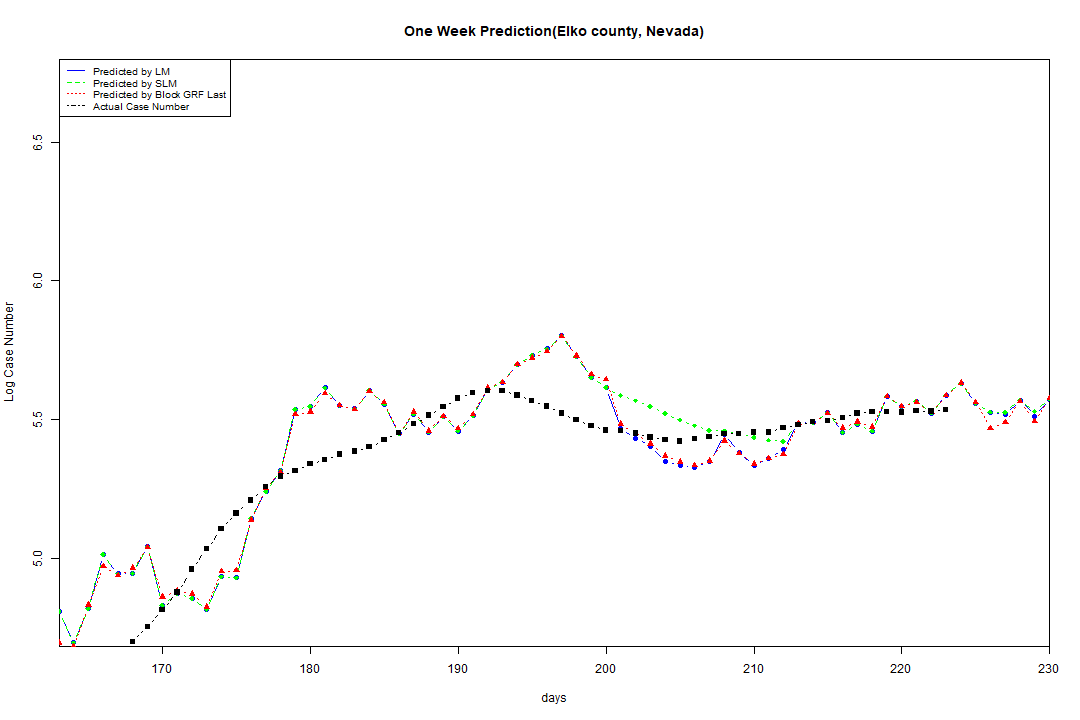 One Week Prediction(Elko county, Nevada)
Predicted by LM
Predicted by SLM
Predicted by Block GRF Last
Actual Case Number
6.5
6.0
5.5
5.0
Log Case Number
170 180 190 200 210 220 230
days